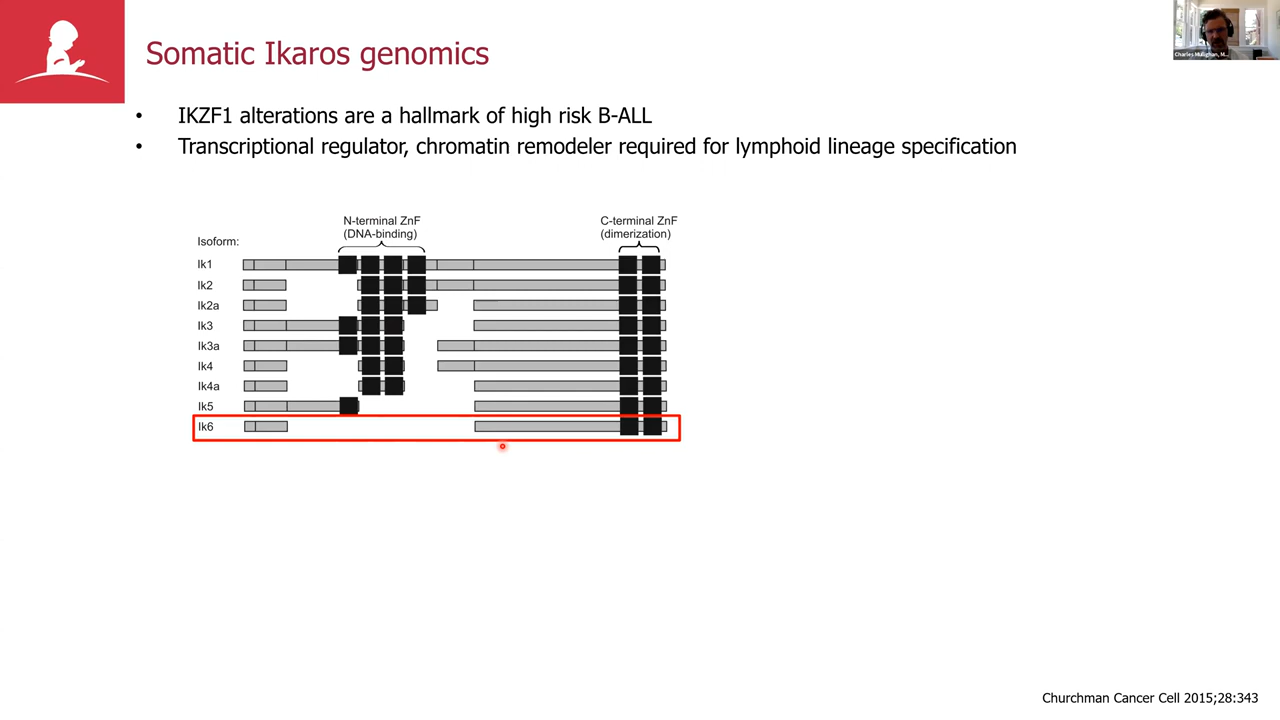 Somatic Ikaros genomics
Charles Mullighan, M...
• IKZF1 alterations are a hallmark of high risk B-ALL
• Transcriptional regulator, chromatin remodeler required for lymphoid lineage specification
N-terminal ZnF
(DNA-binding)
C-terminal ZnF
(dimerization)
Isoform:
Ik1
Ik2
Ik2a
Ik3
Ik3a
Ik4
Ik4a
Ik5
Ik6
Churchman Cancer Cell 2015;28:343